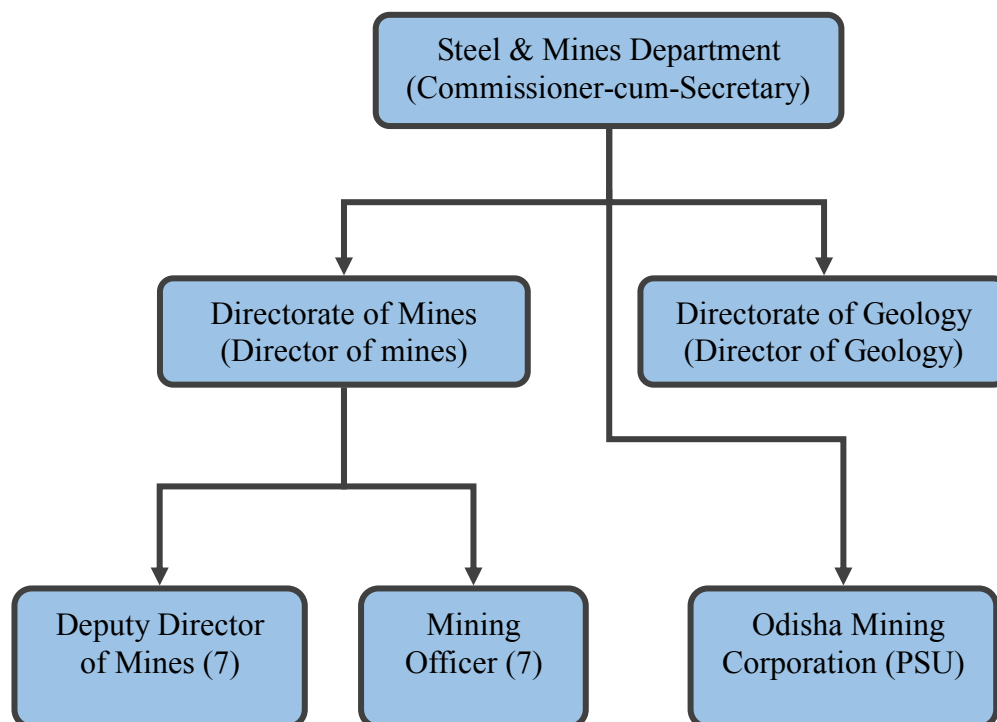 Steel & Mines Department
(Commissioner-cum-Secretary)
Directorate of Mines
(Director of mines)
Directorate of Geology
(Director of Geology)
Deputy Director
of Mines (7)
Mining
Officer (7)
Odisha Mining
Corporation (PSU)